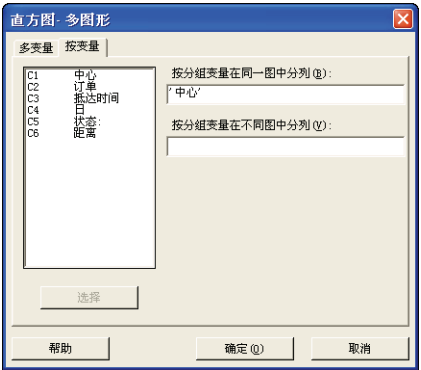 直方图- 多图形
多变量 按变量
C1 中心
C2 订单
C3 抵达时间
C4 日
C5 状态:
C6 距离
按分组变量在同一图中分列(B):
'中心'
按分组变量在不同图中分列(V):
选择
帮助 确定(O) 取消